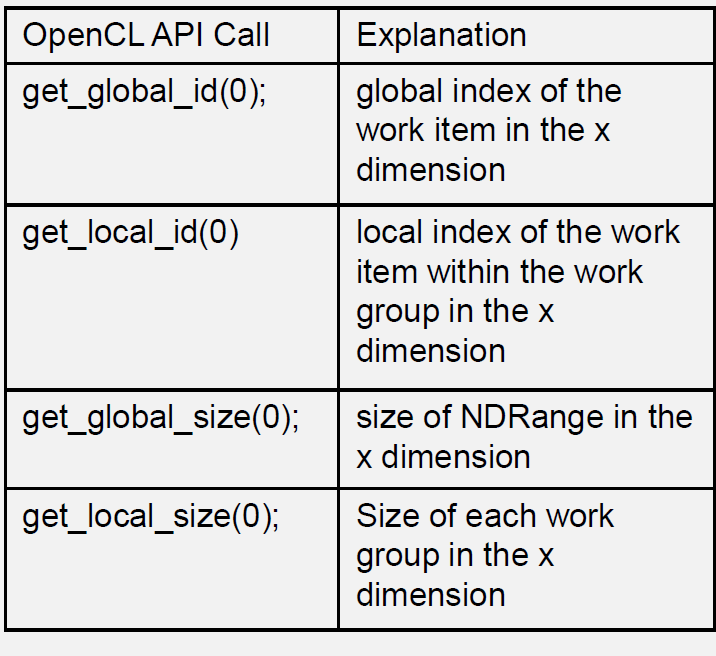 OpenCL API Call
Explanation
get_global_id(0);
global index of the
work item in the x
dimension
get_local_id(0)
local index of the work
item within the work
group in the x
dimension
get_global_size(0);
size of NDRange in the
x dimension
get_local_size(0);
Size of each work
group in the x
dimension